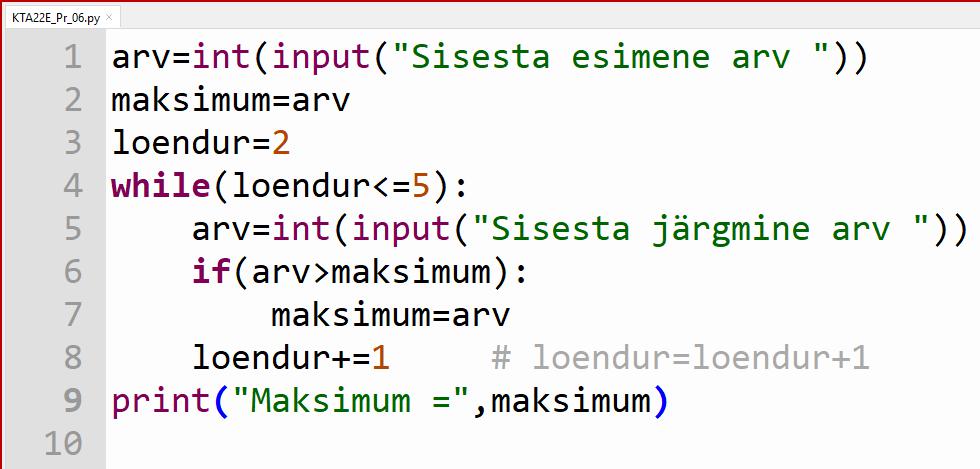 KTA22E_Pr_06.py ×
1 arv=int(input("Sisesta esimene arv "))
2 maksimum=arv
3 loendur=2
4 while(loendur<=5):
5     arv=int(input("Sisesta järgmine arv "))
6     if(arv>maksimum):
7         maksimum=arv
8     loendur+=1     # loendur=loendur+1
9 print("Maksimum =",maksimum)
10